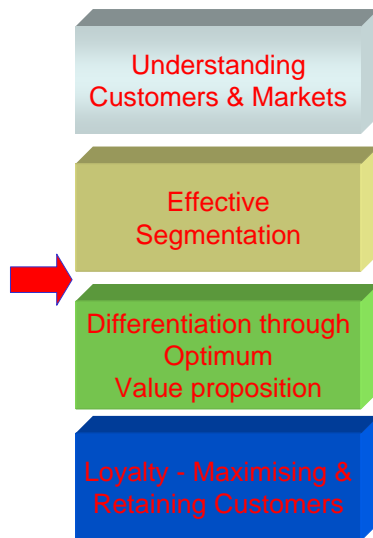 Understanding
Customers & Markets
Effective
Segmentation
Differentiation through
Optimum
Value proposition
Loyalty - Maximising &
Retaining Customers